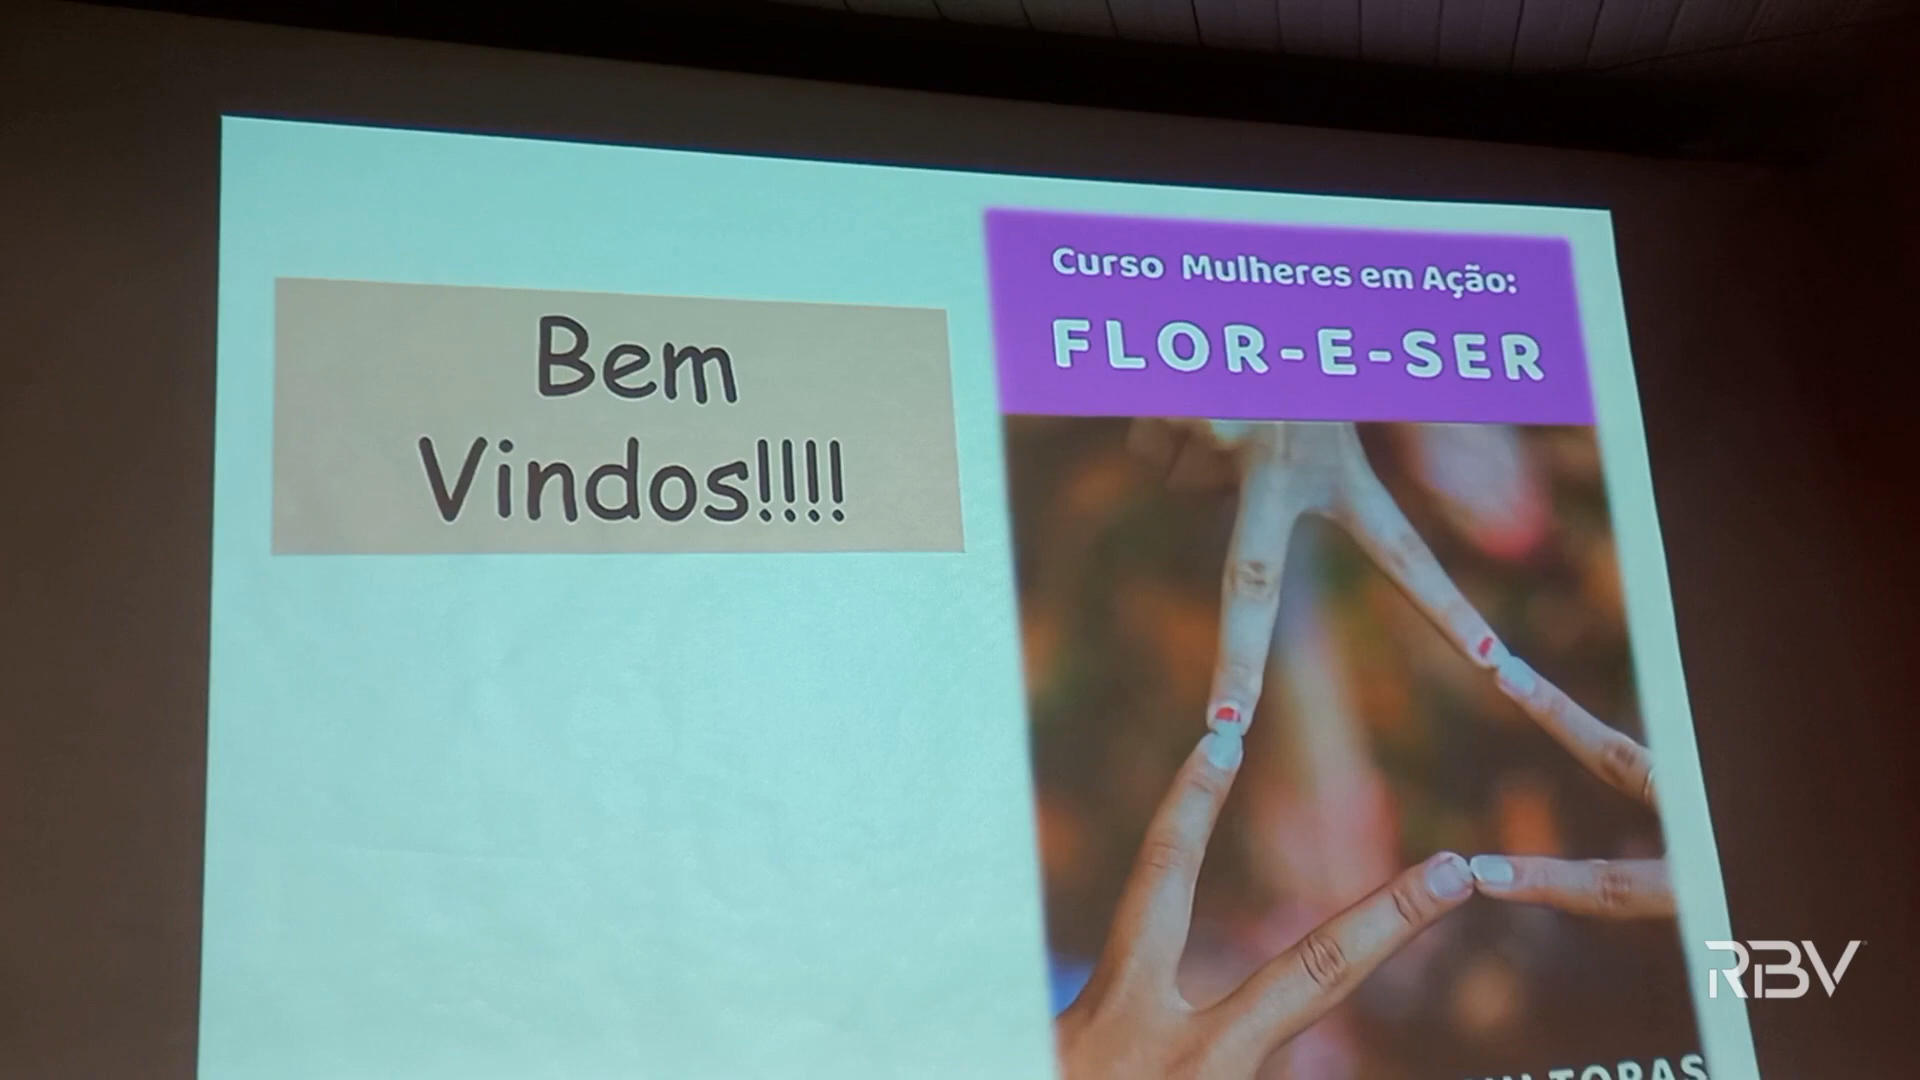 Bem
Vindos!!!!
Curso Mulheres em Ação:
FLOR-E-SER
RBV